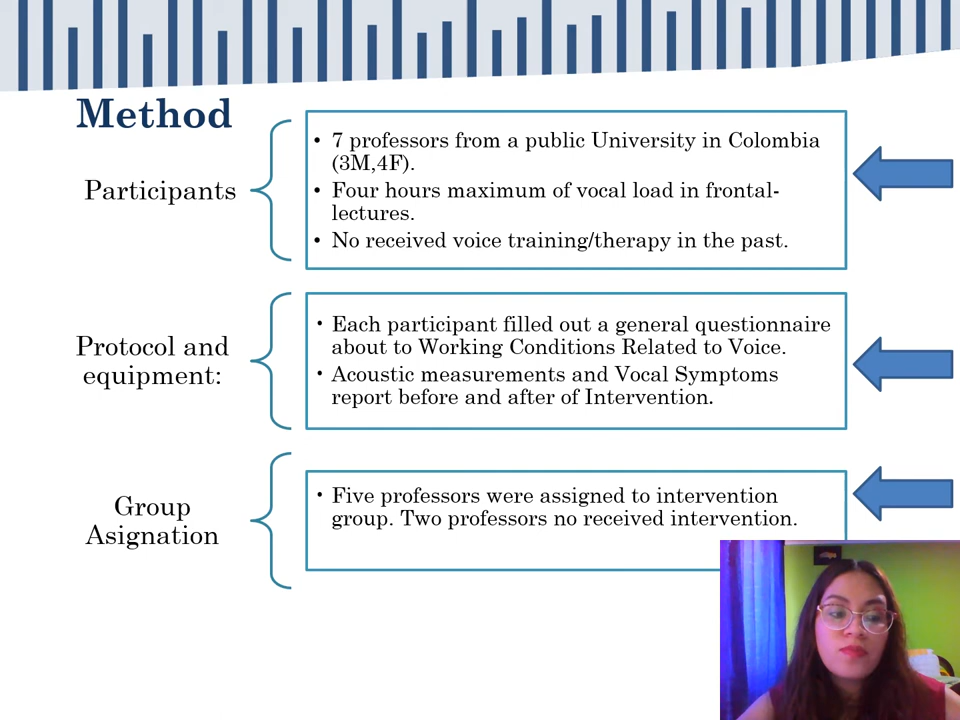 Method
Participants
• 7 professors from a public University in Colombia
(3M,4F).
• Four hours maximum of vocal load in frontal-
lectures.
• No received voice training/therapy in the past.
Protocol and
equipment:
• Each participant filled out a general questionnaire
about to Working Conditions Related to Voice.
• Acoustic measurements and Vocal Symptoms
report before and after of Intervention.
Group
Asignation
• Five professors were assigned to intervention
group. Two professors no received intervention.